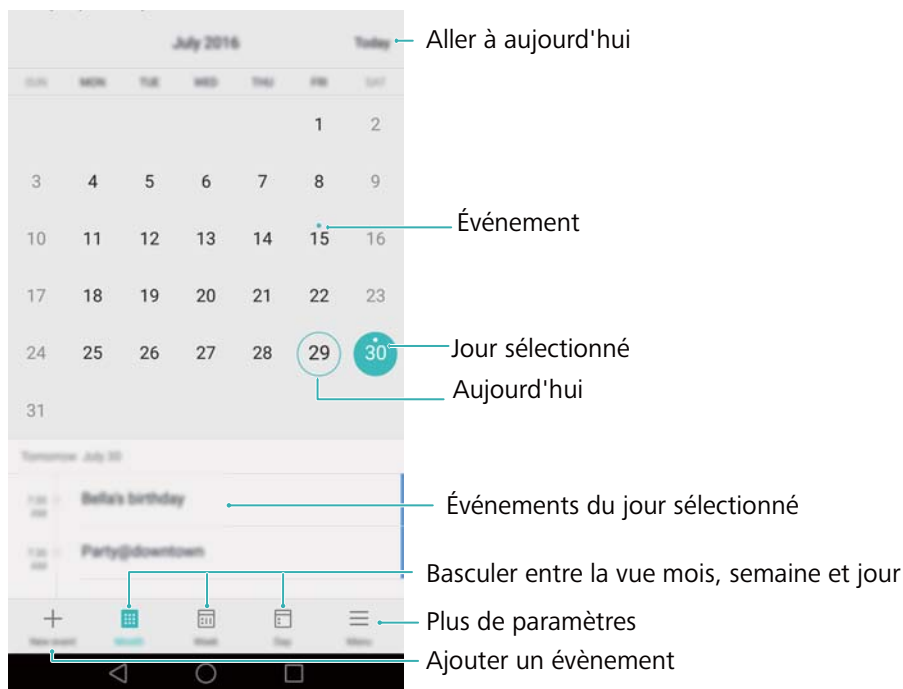 July 2016 Today Aller à aujourd'hui
SUN MON TUE WED THU FRI SAT
1 2
3 4 5 6 7 8 9
Événement
10 11 12 13 14 15 16
17 18 19 20 21 22 23
24 25 26 27 28 29 30 Jour sélectionné
Aujourd'hui
31
Tomorrow July 30
Bella's birthday Événements du jour sélectionné
Party@downtown
Basculer entre la vue mois, semaine et jour
Plus de paramètres
New event Month Week Day Menu
Ajouter un évènement